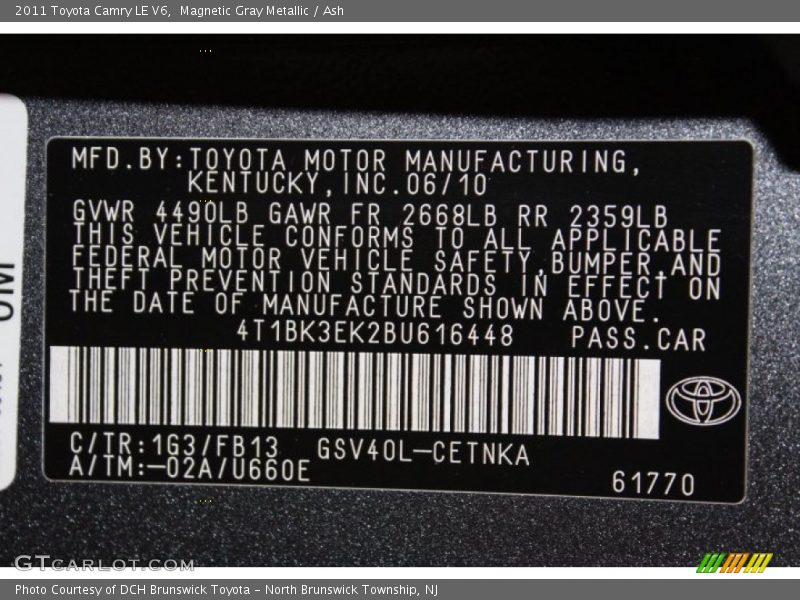 2011 Toyota Camry LE V6,  Magnetic Gray Metallic / Ash
MFD.BY:TOYOTA MOTOR MANUFACTURING,
KENTUCKY,INC.06/10
GVWR 4490LB GAWR FR 2668LB RR 2359LB
THIS VEHICLE CONFORMS TO ALL APPLICABLE
FEDERAL MOTOR VEHICLE SAFETY,BUMPER,AND
THEFT PREVENTION STANDARDS IN EFFECT ON
THE DATE OF MANUFACTURE SHOWN ABOVE.
4T1BK3EK2BU616448 PASS.CAR
C/TR:1G3/FB13 GSV40L-CETNKA
A/TM:-02A/U660E
61770
GTCARLOT.COM
Photo Courtesy of DCH Brunswick Toyota - North Brunswick Township, NJ